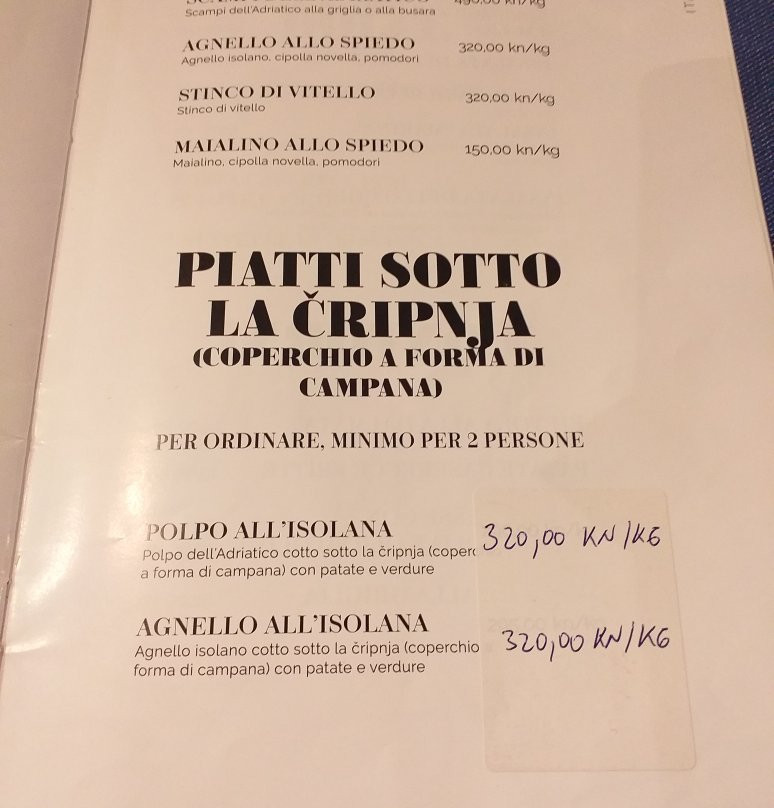 Scampi dell'Adriatico alla griglia o alla busara
AGNELLO ALLO SPIEDO 320,00 kn/kg
Agnello isolano, cipolla novella, pomodori
STINCO DI VITELLO 320,00 kn/kg
Stinco di vitello
MAIALINO ALLO SPIEDO 150,00 kn/kg
Maialino, cipolla novella, pomodori
PIATTI SOTTO
LA ČRIPNJA
(COPERCHIO A FORMA DI
CAMPANA)
PER ORDINARE, MINIMO PER 2 PERSONE
POLPO ALL'ISOLANA 320,00 KN/KG
Polpo dell'Adriatico cotto sotto la čripnja (coperc
a forma di campana) con patate e verdure
AGNELLO ALL'ISOLANA 320,00 KN/KG
Agnello isolano cotto sotto la čripnja (coperchio
forma di campana) con patate e verdure